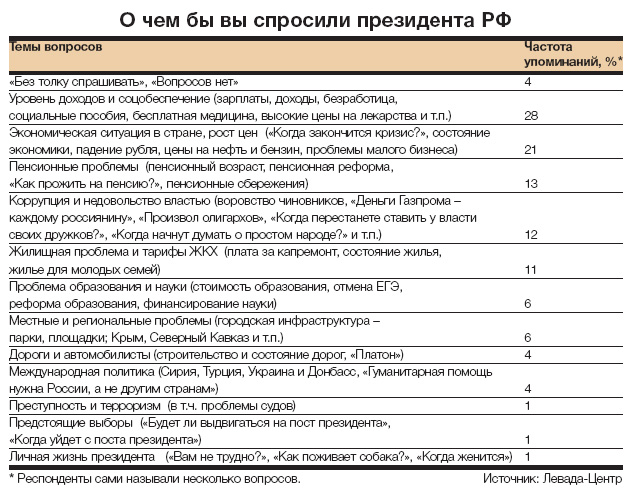 О чем бы вы спросили президента РФ
Темы вопросов Частота
упоминаний, %*
«Без толку спрашивать», «Вопросов нет» 4
Уровень доходов и соцобеспечение (зарплаты, доходы, безработица,
социальные пособия, бесплатная медицина, высокие цены на лекарства и т.п.) 28
Экономическая ситуация в стране, рост цен («Когда закончится кризис?», состояние
экономики, падение рубля, цены на нефть и бензин, проблемы малого бизнеса) 21
Пенсионные проблемы (пенсионный возраст, пенсионная реформа,
«Как прожить на пенсию?», пенсионные сбережения) 13
Коррупция и недовольство властью (воровство чиновников, «Деньги Газпрома –
каждому россиянину», «Произвол олигархов», «Когда перестанете ставить у власти
своих дружков?», «Когда начнут думать о простом народе?» и т.п.) 12
Жилищная проблема и тарифы ЖКХ (плата за капремонт, состояние жилья,
жилье для молодых семей) 11
Проблема образования и науки (стоимость образования, отмена ЕГЭ,
реформа образования, финансирование науки) 6
Местные и региональные проблемы (городская инфраструктура –
парки, площадки; Крым, Северный Кавказ и т.п.) 6
Дороги и автомобилисты (строительство и состояние дорог, «Платон») 4
Международная политика (Сирия, Турция, Украина и Донбасс, «Гуманитарная помощь
нужна России, а не другим странам») 4
Преступность и терроризм (в т.ч. проблемы судов) 1
Предстоящие выборы («Будет ли выдвигаться на пост президента»,
«Когда уйдет с поста президента») 1
Личная жизнь президента («Вам не трудно?», «Как поживает собака?», «Когда женится») 1
* Респонденты сами называли несколько вопросов. Источник: Левада-Центр